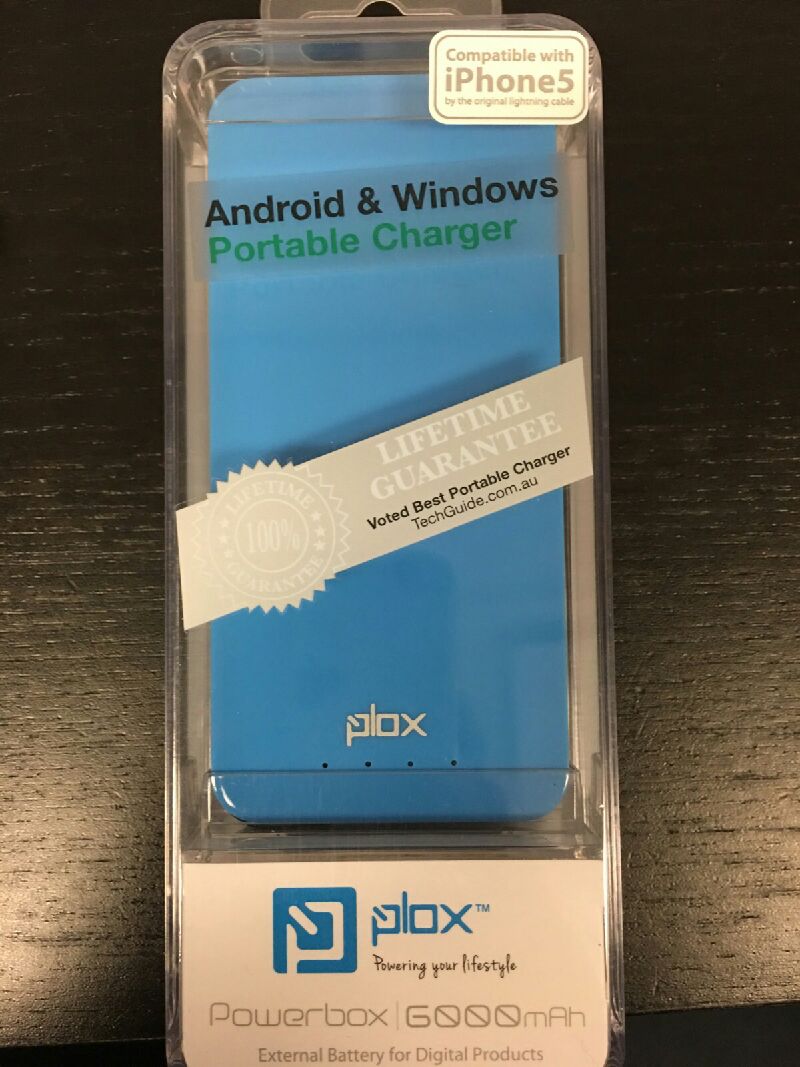 Compatible with
iPhone5
by the original lightning cable
Android & Windows
Portable Charger
LIFETIME
GUARANTEE
Voted Best Portable Charger
TechGuide.com.au
LIFETIME
100%
GUARANTEE
plox
plox™
Powering your lifestyle
Powerbox | 6000mAh
External Battery for Digital Products